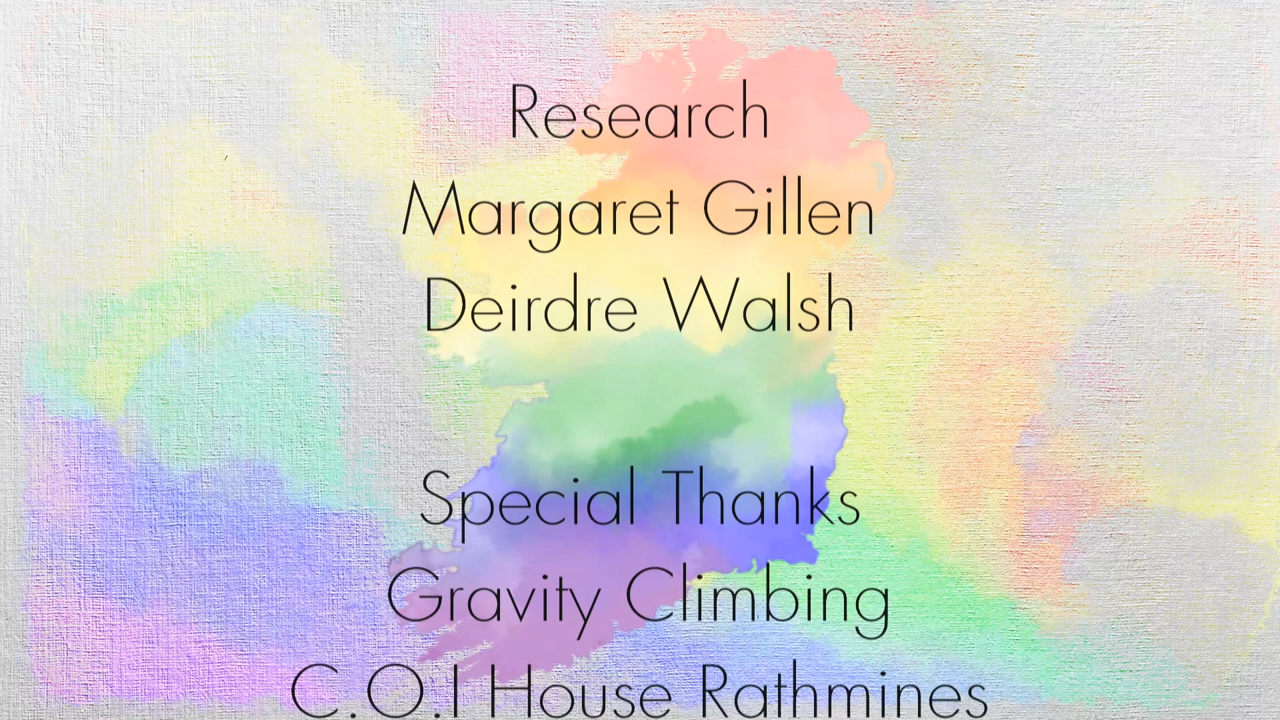 Research
Margaret Gillen
Deirdre Walsh
Special Thanks
Gravity Climbing
C.O.I House Rathmines